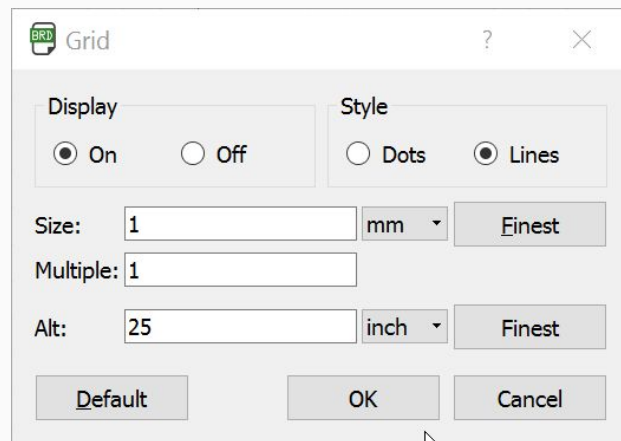 BRD Grid ?
Display Style
On Off Dots Lines
Size: 1 mm Finest
Multiple: 1
Alt: 25 inch Finest
Default OK Cancel